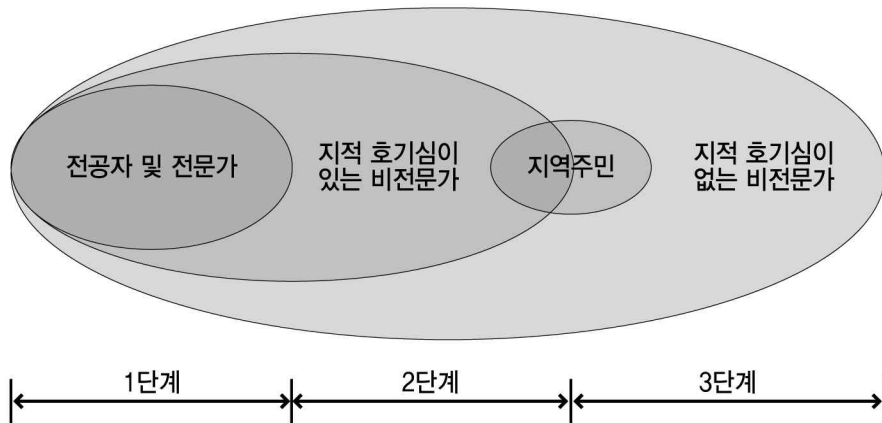 전공자 및 전문가
지적 호기심이
있는 비전문가
지역주민
지적 호기심이
없는 비전문가
1단계
2단계
3단계